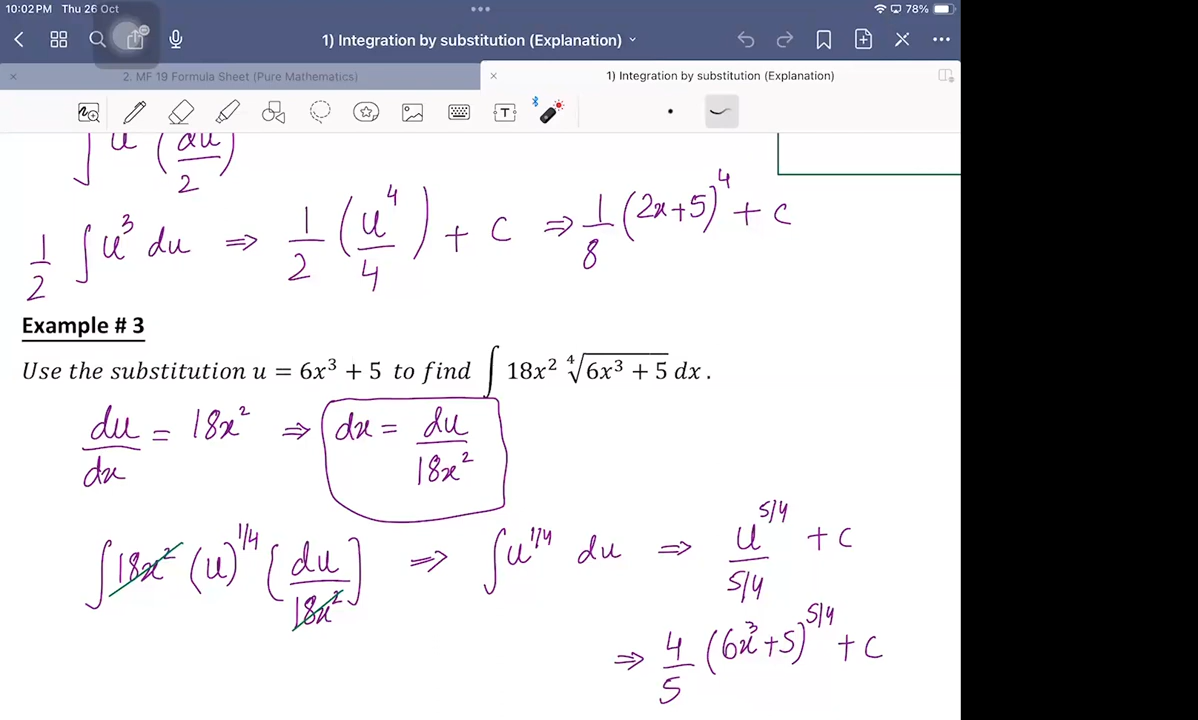 10:02PM Thu 26 Oct 78%
1) Integration by substitution (Explanation)
2. MF 19 Formula Sheet (Pure Mathematics)
1) Integration by substitution (Explanation)
∫ u (du/2)
1/2 ∫ u³ du ⇒ 1/2 (u⁴/4) + c ⇒ 1/8 (2x+5)⁴ + c
Example # 3
Use the substitution u = 6x³ + 5 to find ∫ 18x² ∜(6x³ + 5) dx .
du/dx = 18x² ⇒ dx = du/18x²
∫ 18x² (u)^1/4 [du/18x²] ⇒ ∫ u^1/4 du ⇒ u^5/4 / 5/4 + c
⇒ 4/5 (6x³+5)^5/4 + c